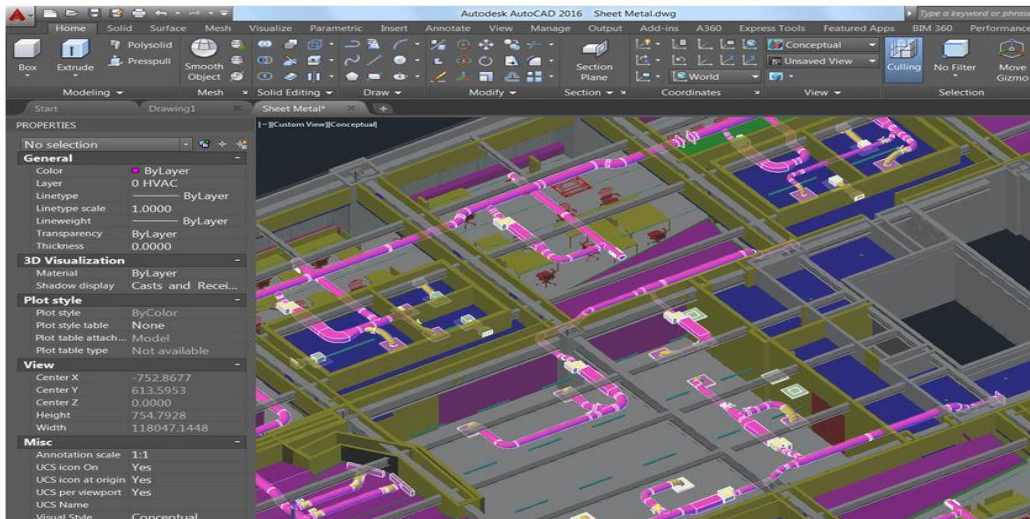 Autodesk AutoCAD 2016 Sheet Metal.dwg
Type a keyword or phrase
Home Solid Surface Mesh Visualize Parametric Insert Annotate View Manage Output Add-ins A360 Express Tools Featured Apps BIM 360 Performance
Box
Extrude
Polysolid
Presspull
Smooth
Object
Section
Plane
World
Conceptual
Unsaved View
Culling
No Filter
Move
Gizmo
Modeling Mesh Solid Editing Draw Modify Section Coordinates View Selection
Start Drawing1 Sheet Metal*
PROPERTIES
[-][Custom View][Conceptual]
No selection
General
Color ByLayer
Layer 0 HVAC
Linetype ByLayer
Linetype scale 1.0000
Lineweight ByLayer
Transparency ByLayer
Thickness 0.0000
3D Visualization
Material ByLayer
Shadow display Casts and Recei...
Plot style
Plot style ByColor
Plot style table None
Plot table attach... Model
Plot table type Not available
View
Center X -752.8677
Center Y 613.5953
Center Z 0.0000
Height 754.7928
Width 118047.1448
Misc
Annotation scale 1:1
UCS icon On Yes
UCS icon at origin Yes
UCS per viewport Yes
UCS Name
Visual Style Conceptual